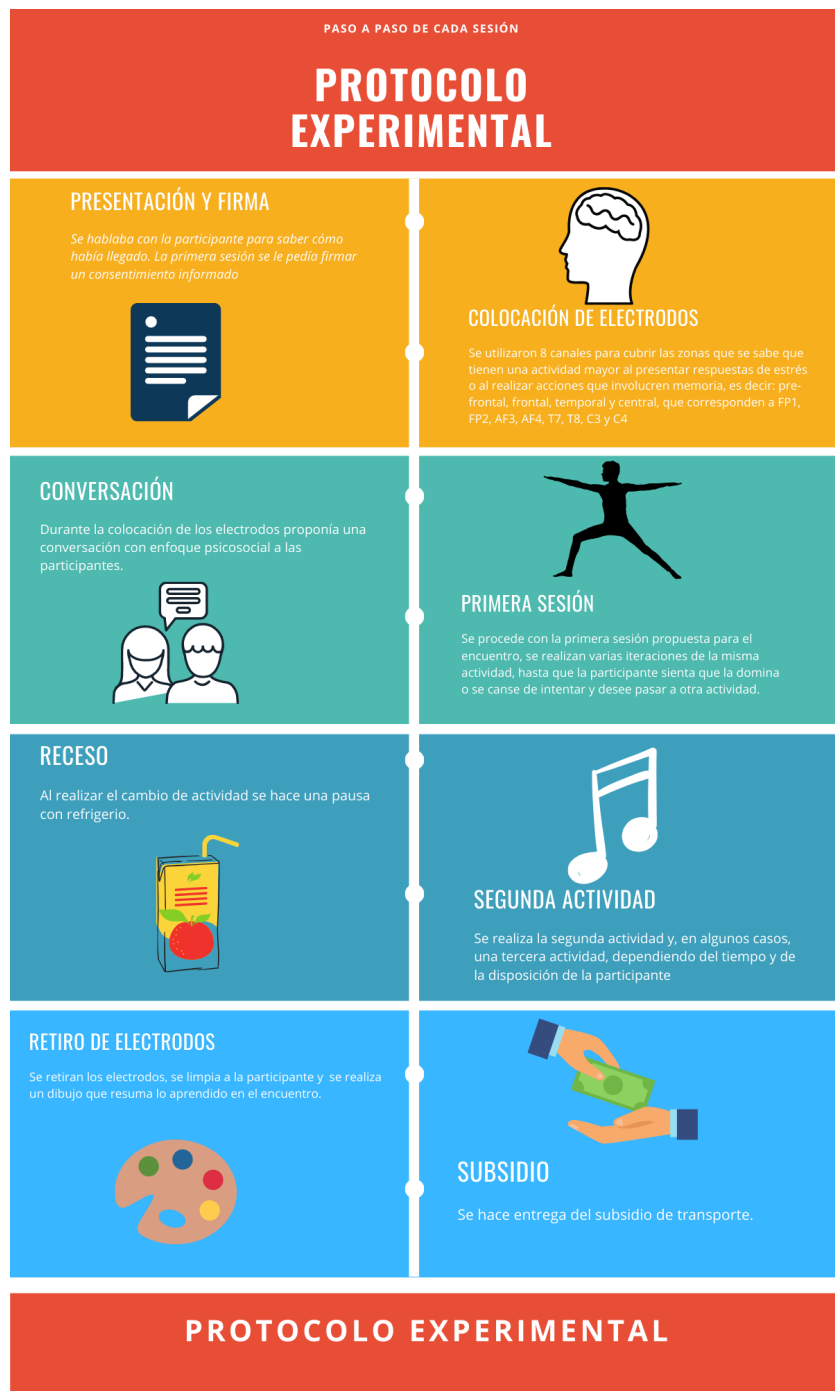 PASO A PASO DE CADA SESIÓN
PROTOCOLO
EXPERIMENTAL
PRESENTACIÓN Y FIRMA
Se hablaba con la participante para saber cómo
había llegado. La primera sesión se le pedía firmar
un consentimiento informado
COLOCACIÓN DE ELECTRODOS
Se utilizaron 8 canales para cubrir las zonas que se sabe que
tienen una actividad mayor al presentar respuestas de estrés
o al realizar acciones que involucren memoria, es decir: pre-
frontal, frontal, temporal y central, que corresponden a FP1,
FP2, AF3, AF4, T7, T8, C3 y C4
CONVERSACIÓN
Durante la colocación de los electrodos proponía una
conversación con enfoque psicosocial a las
participantes.
PRIMERA SESIÓN
Se procede con la primera sesión propuesta para el
encuentro, se realizan varias iteraciones de la misma
actividad, hasta que la participante sienta que la domina
o se canse de intentar y desee pasar a otra actividad.
RECESO
Al realizar el cambio de actividad se hace una pausa
con refrigerio.
SEGUNDA ACTIVIDAD
Se realiza la segunda actividad y, en algunos casos,
una tercera actividad, dependiendo del tiempo y de
la disposición de la participante
RETIRO DE ELECTRODOS
Se retiran los electrodos, se limpia a la participante y se realiza
un dibujo que resuma lo aprendido en el encuentro.
SUBSIDIO
Se hace entrega del subsidio de transporte.
PROTOCOLO EXPERIMENTAL